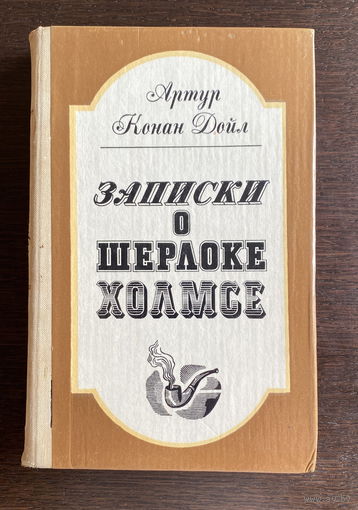 Артур
Конан Дойл
ЗАПИСКИ
О
ШЕРЛОКЕ
ХОЛМСЕ